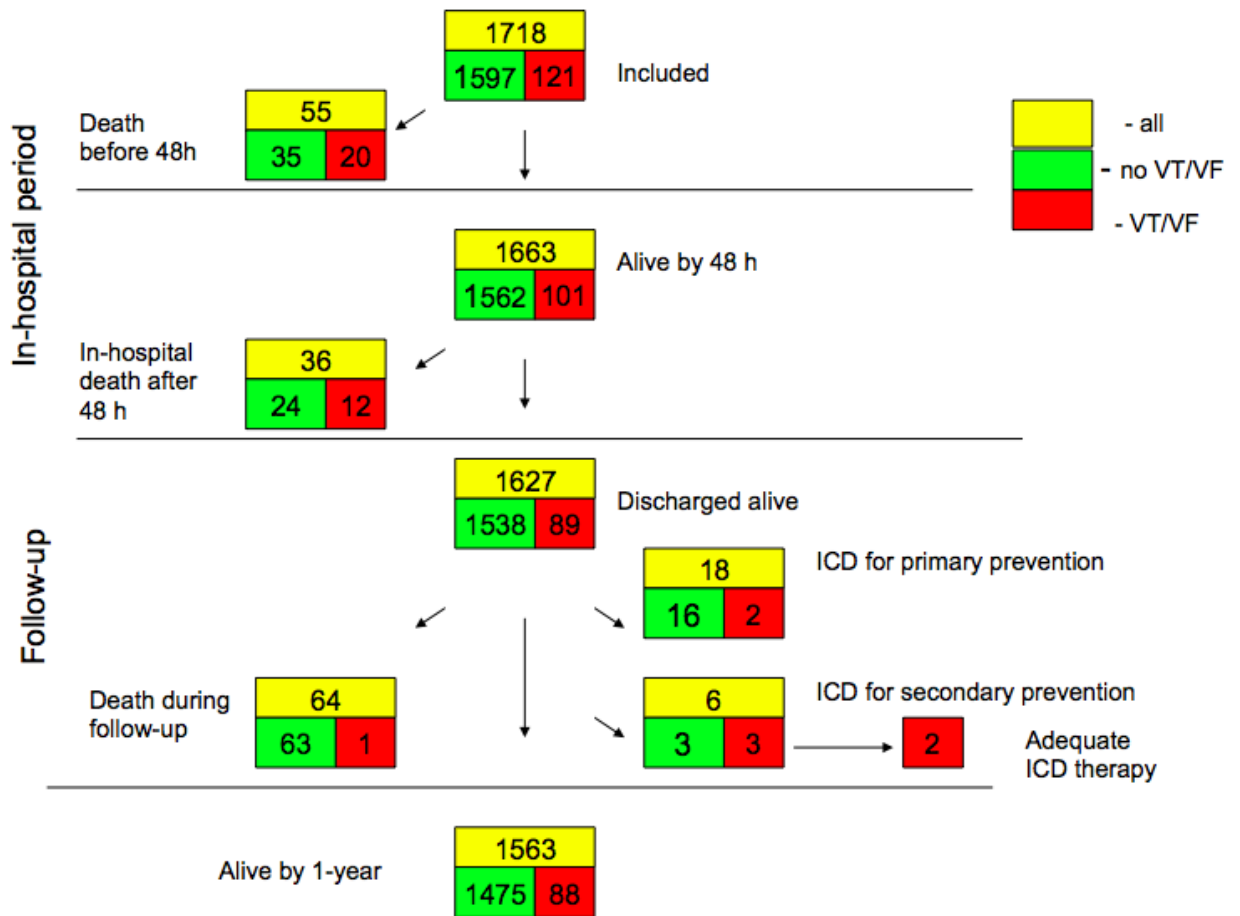 1718
1597 121
Included
55
35 20
Death
before 48h
- all
- no VT/VF
- VT/VF
In-hospital period
1663
1562 101
Alive by 48 h
36
24 12
In-hospital
death after
48 h
1627
1538 89
Discharged alive
18
16 2
ICD for primary prevention
Follow-up
64
63 1
Death during
follow-up
6
3 3
ICD for secondary prevention
2
Adequate
ICD therapy
1563
1475 88
Alive by 1-year